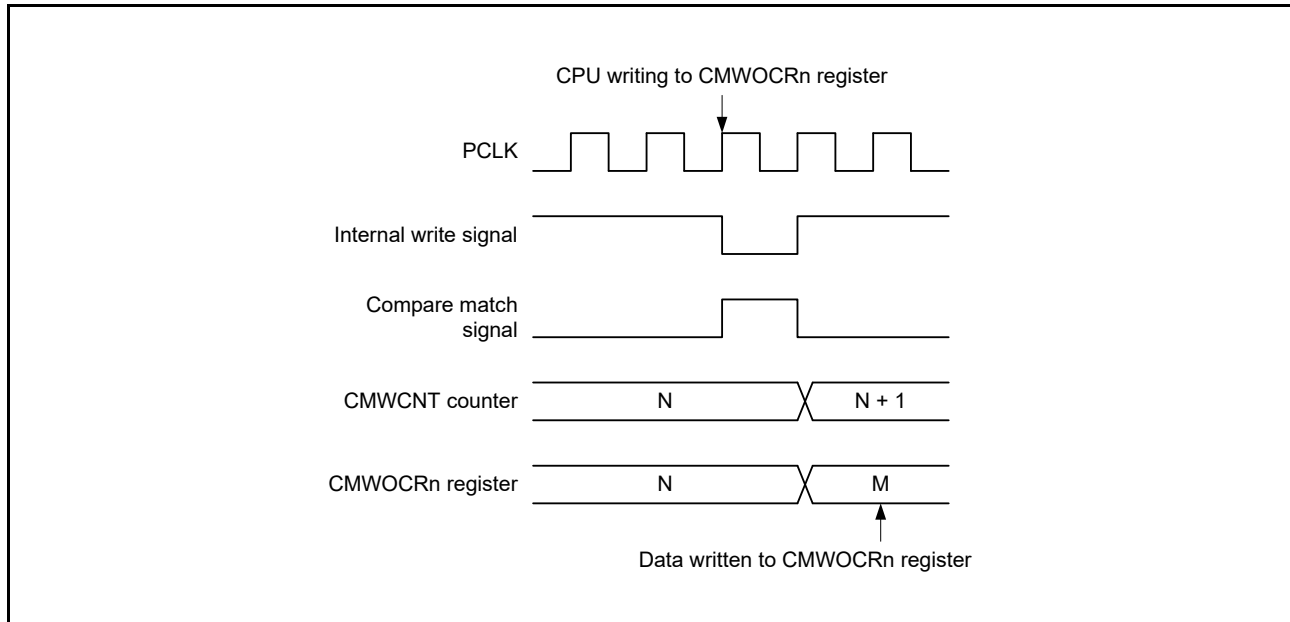 CPU writing to CMWOCRn register
PCLK
Internal write signal
Compare match
signal
CMWCNT counter
N
N + 1
CMWOCRn register
N
M
Data written to CMWOCRn register